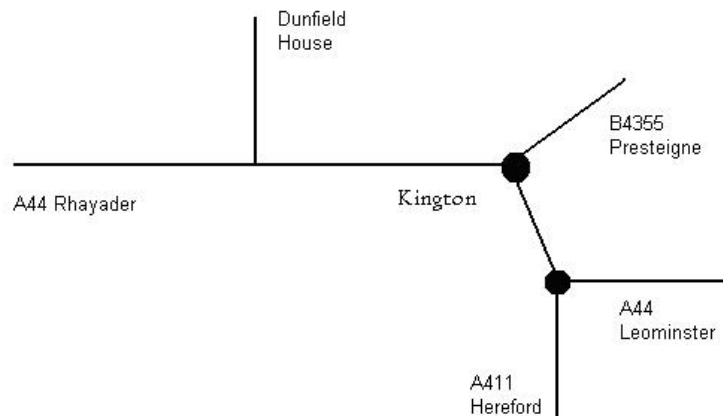 Dunfield
House
B4355
Presteigne
A44 Rhayader
Kington
A44
Leominster
A411
Hereford